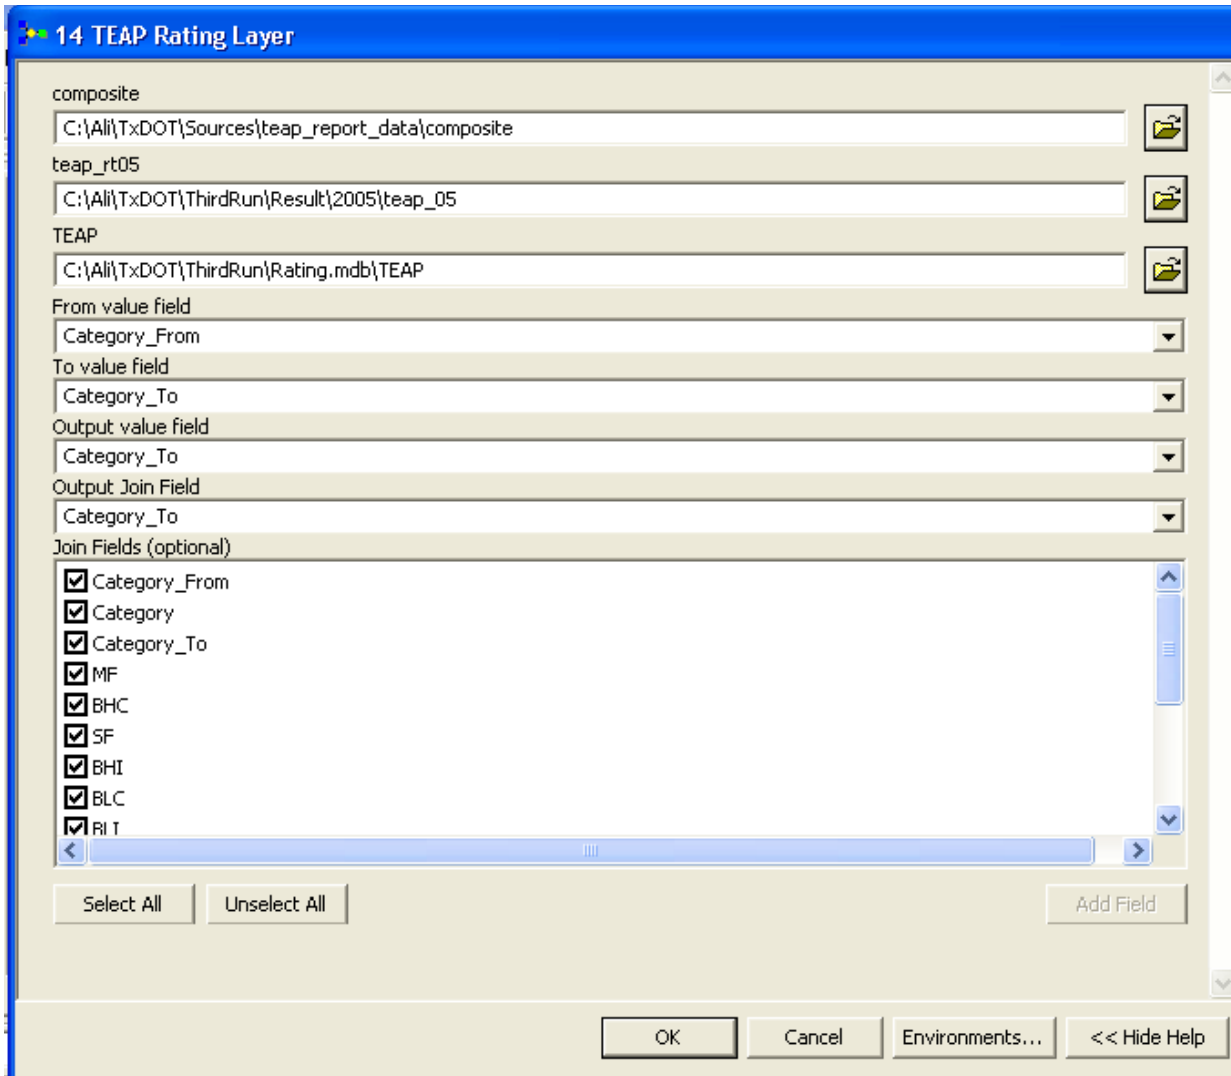 14 TEAP Rating Layer
composite
C:\Ali\TxDOT\Sources\teap_report_data\composite
teap_rt05
C:\Ali\TxDOT\ThirdRun\Result\2005\teap_05
TEAP
C:\Ali\TxDOT\ThirdRun\Rating.mdb\TEAP
From value field
Category_From
To value field
Category_To
Output value field
Category_To
Output Join Field
Category_To
Join Fields (optional)
Category_From
Category
Category_To
MF
BHC
SF
BHI
BLC
BLI
Select All Unselect All Add Field
OK Cancel Environments... << Hide Help